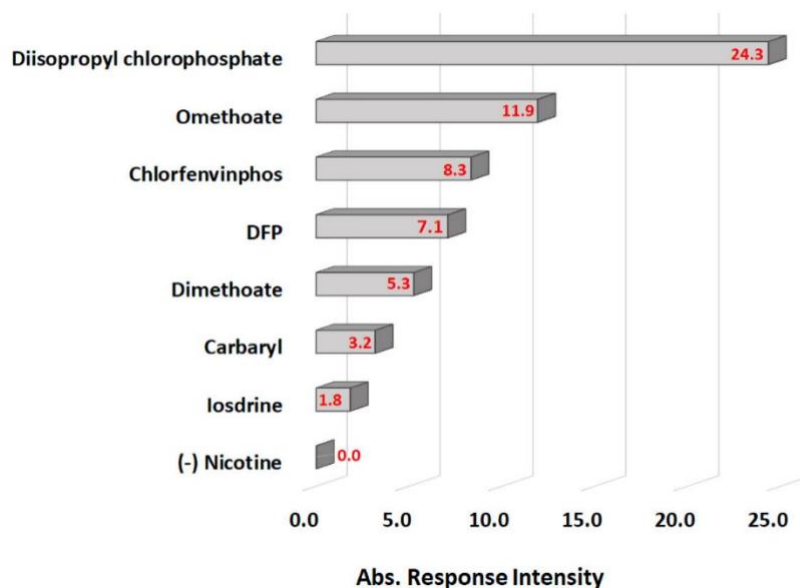 Diisopropyl chlorophosphate 24.3
Omethoate 11.9
Chlorfenvinphos 8.3
DFP 7.1
Dimethoate 5.3
Carbaryl 3.2
Iosdrine 1.8
(-) Nicotine 0.0
0.0 5.0 10.0 15.0 20.0 25.0
Abs. Response Intensity